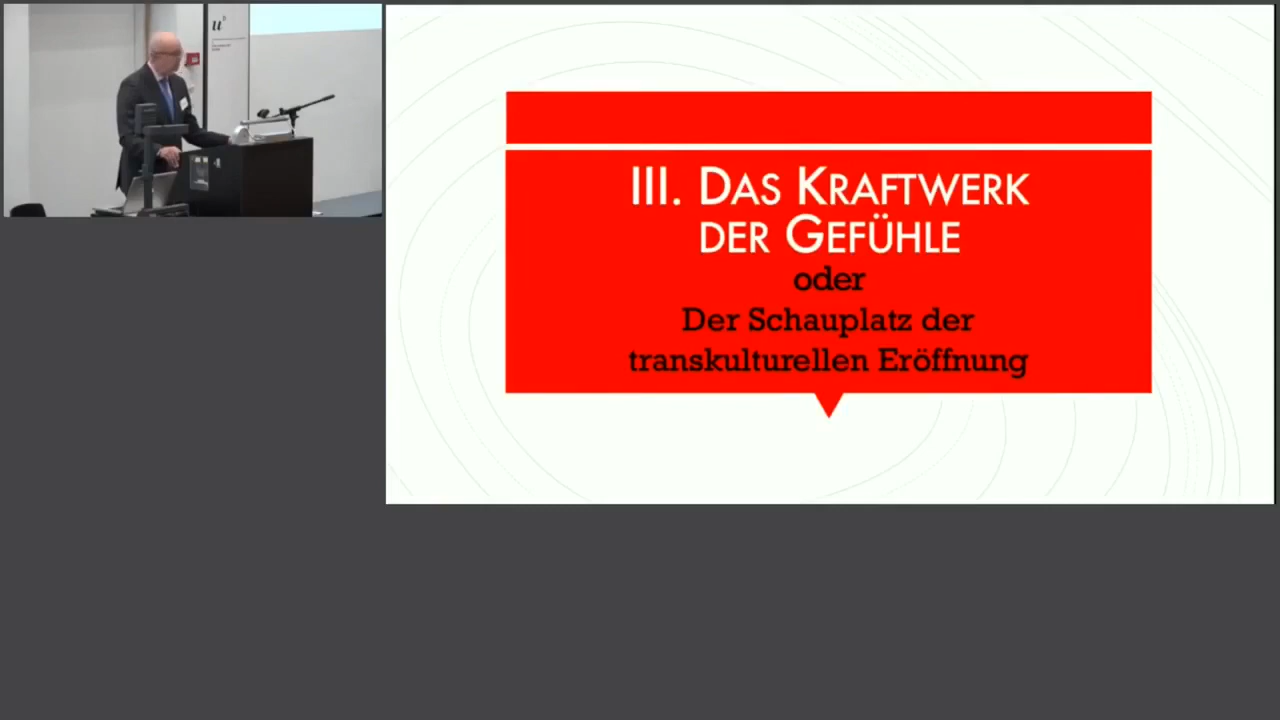 u
III. DAS KRAFTWERK
DER GEFÜHLE
oder
Der Schauplatz der
transkulturellen Eröffnung